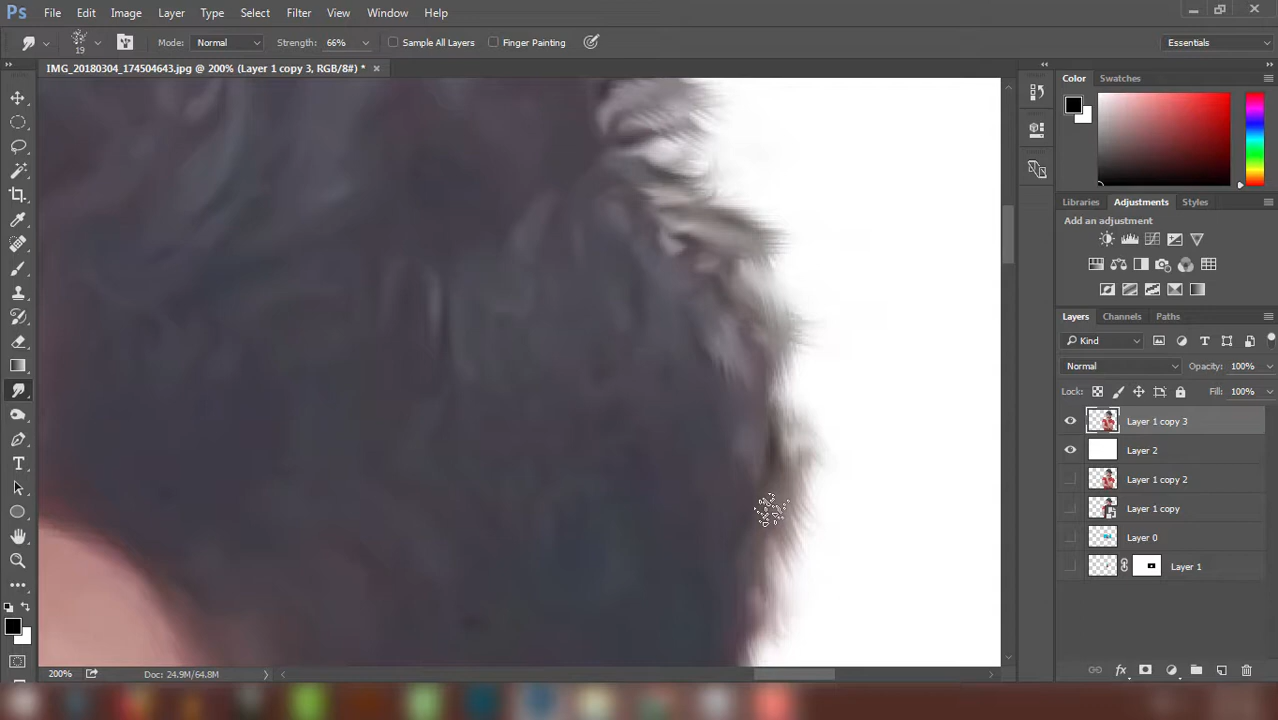 Ps File Edit Image Layer Type Select Filter 3D View Window Help
19 Mode: Normal Strength: 66% Sample All Layers Finger Painting Essentials
IMG_20180304_174504643.jpg @ 200% (Layer 1 copy 3, RGB/8#) * ×
Color Swatches
Libraries Adjustments Styles
Add an adjustment
Layers Channels Paths
Kind
Normal Opacity: 100%
Lock: Fill: 100%
Layer 1 copy 3
Layer 2
Layer 1 copy 2
Layer 1 copy
Layer 0
Layer 1
200% Doc: 24.9M/64.8M
fx